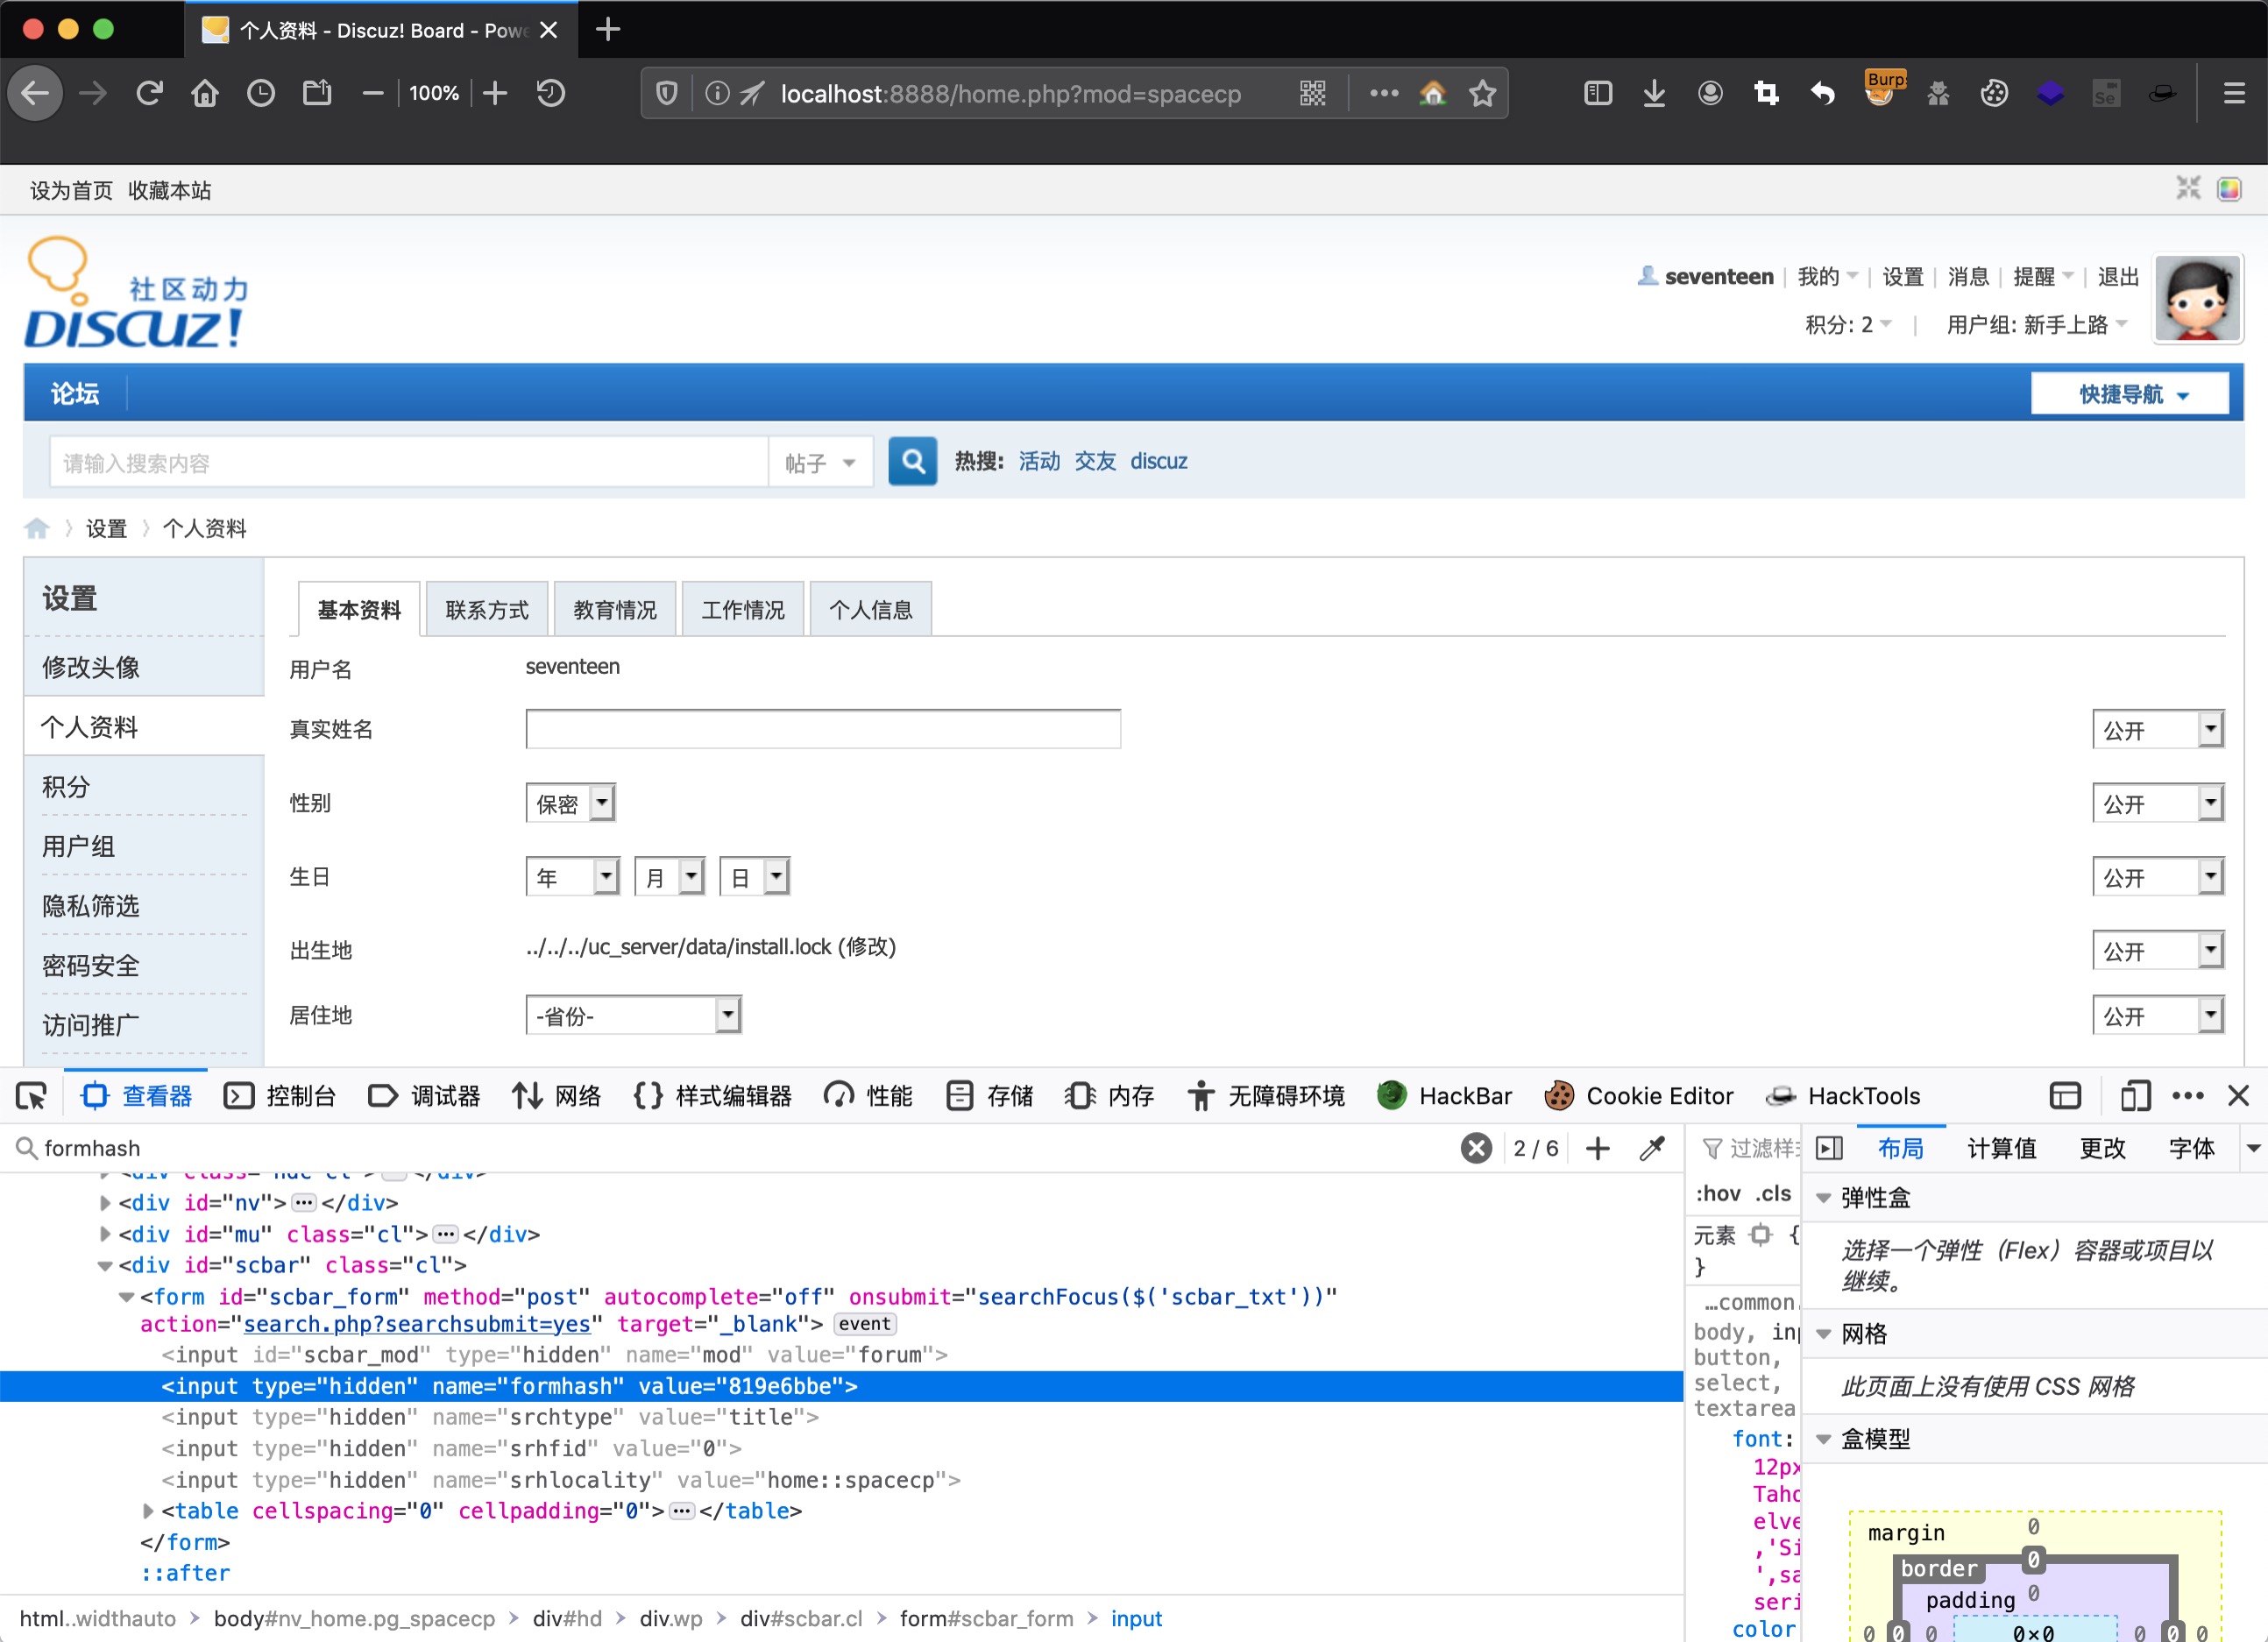 个人资料 - Discuz! Board - Powe
100%
localhost:8888/home.php?mod=spacecp
Burp
Se
设为首页 收藏本站
社区动力
DISCUZ!
seventeen 我的 设置 消息 提醒 退出
积分: 2 用户组: 新手上路
论坛
快捷导航
请输入搜索内容 帖子 热搜: 活动 交友 discuz
设置 个人资料
设置
修改头像
个人资料
积分
用户组
隐私筛选
密码安全
访问推广
基本资料 联系方式 教育情况 工作情况 个人信息
用户名 seventeen
真实姓名 公开
性别 保密 公开
生日 年 月 日 公开
出生地 ../../../uc_server/data/install.lock (修改) 公开
居住地 -省份- 公开
查看器 控制台 调试器 网络 样式编辑器 性能 存储 内存 无障碍环境 HackBar Cookie Editor HackTools
formhash 2 / 6
<div id="nv"> </div>
<div id="mu" class="cl"> </div>
<div id="scbar" class="cl">
<form id="scbar_form" method="post" autocomplete="off" onsubmit="searchFocus($('scbar_txt'))"
action="search.php?searchsubmit=yes" target="_blank"> event
<input id="scbar_mod" type="hidden" name="mod" value="forum">
<input type="hidden" name="formhash" value="819e6bbe">
<input type="hidden" name="srchtype" value="title">
<input type="hidden" name="srhfid" value="0">
<input type="hidden" name="srhlocality" value="home::spacecp">
<table cellspacing="0" cellpadding="0"> </table>
</form>
::after
html..widthauto body#nv_home.pg_spacecp div#hd div.wp div#scbar.cl form#scbar_form input
过滤样式
:hov .cls
元素 {
}
…common.
body, inp
button,
select,
textarea
font:
12px
Taho
elve
,'Si
',sa
seri
color
布局 计算值 更改 字体
弹性盒
选择一个弹性（Flex）容器或项目以
继续。
网格
此页面上没有使用 CSS 网格
盒模型
margin 0
border 0
padding 0
0 0 0 0×0 0 0 0